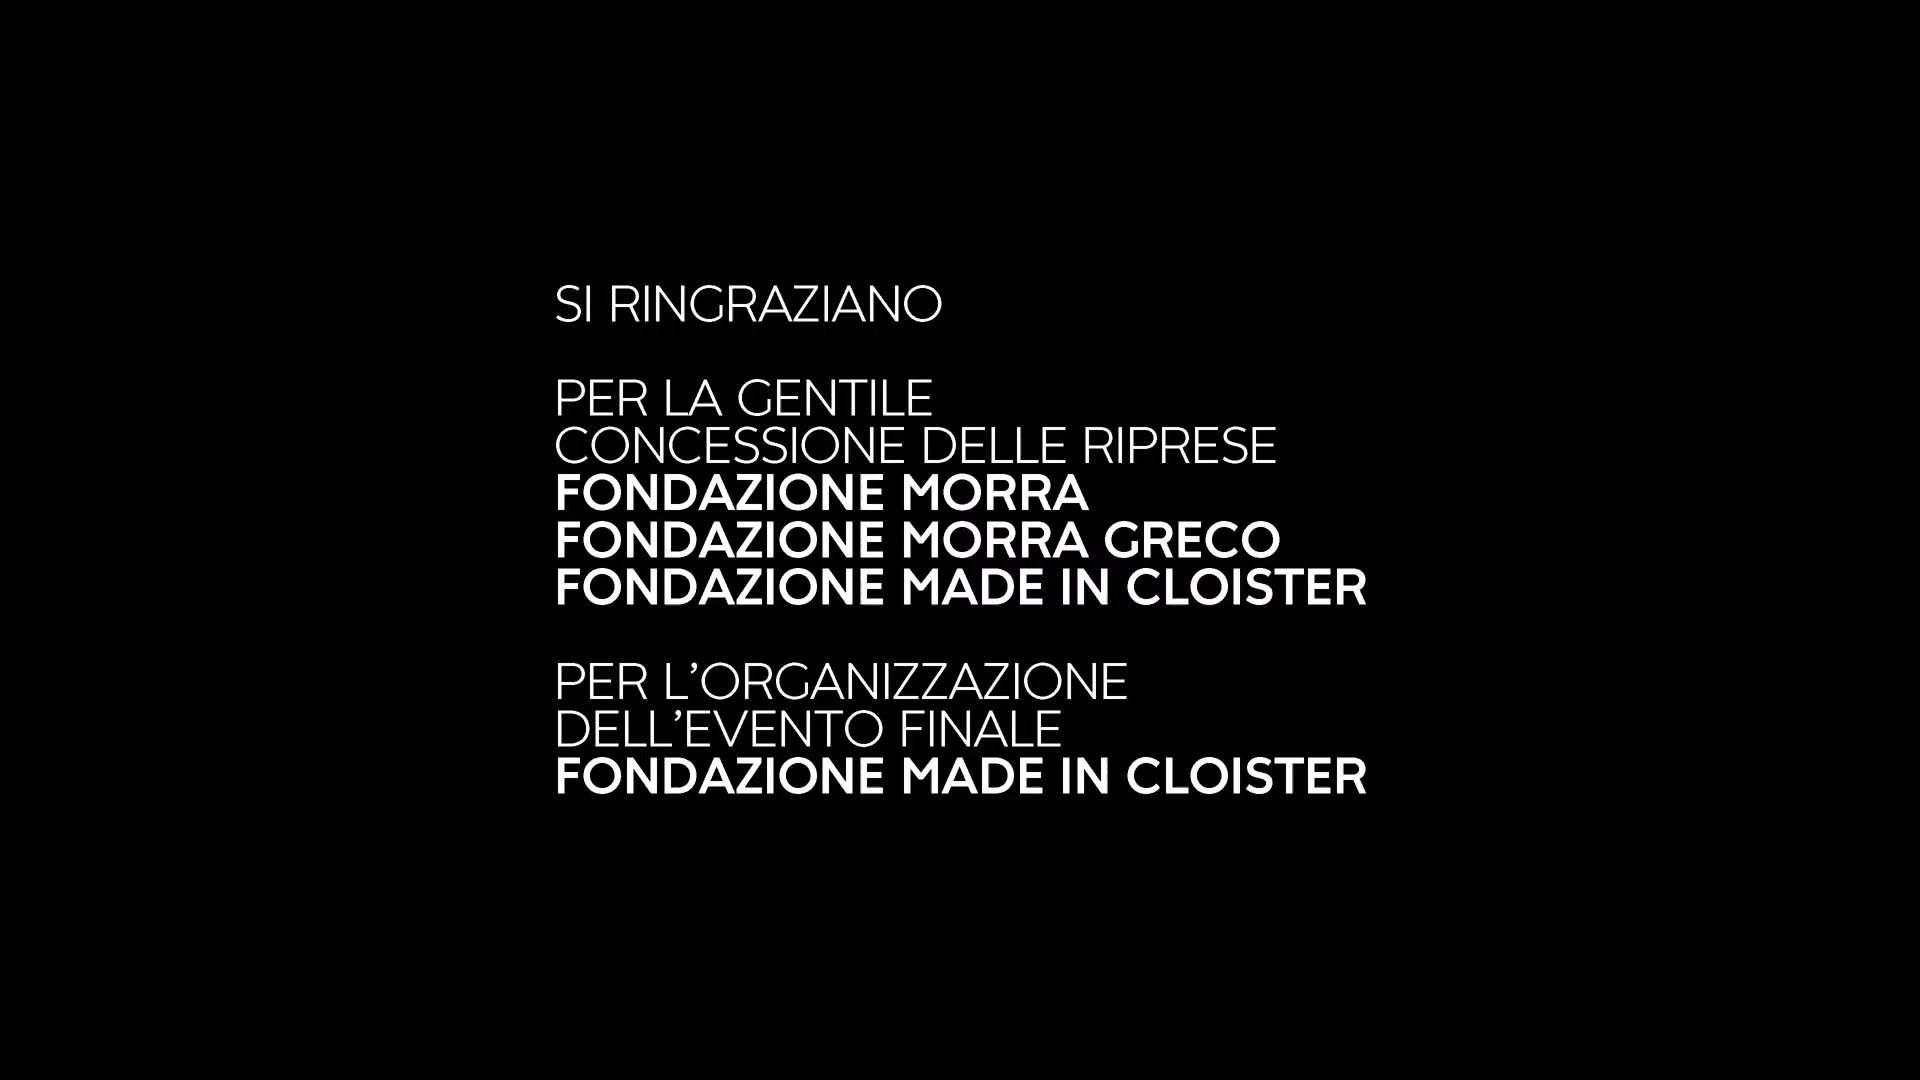 SI RINGRAZIANO
PER LA GENTILE
CONCESSIONE DELLE RIPRESE
FONDAZIONE MORRA
FONDAZIONE MORRA GRECO
FONDAZIONE MADE IN CLOISTER
PER L’ORGANIZZAZIONE
DELL’EVENTO FINALE
FONDAZIONE MADE IN CLOISTER